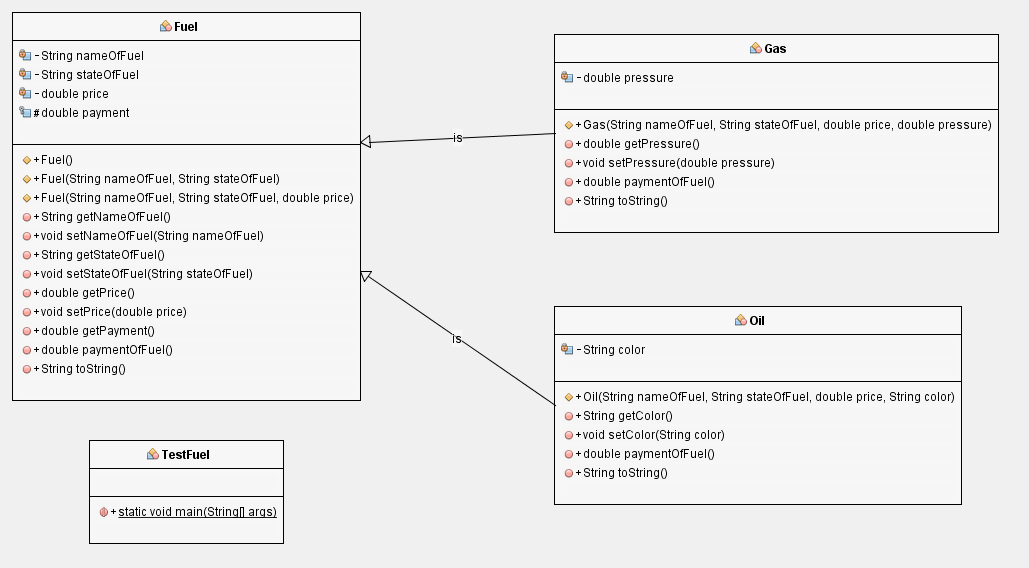 Fuel
-String nameOfFuel
-String stateOfFuel
-double price
#double payment
+Fuel()
+Fuel(String nameOfFuel, String stateOfFuel)
+Fuel(String nameOfFuel, String stateOfFuel, double price)
+String getNameOfFuel()
+void setNameOfFuel(String nameOfFuel)
+String getStateOfFuel()
+void setStateOfFuel(String stateOfFuel)
+double getPrice()
+void setPrice(double price)
+double getPayment()
+double paymentOfFuel()
+String toString()
is
Gas
-double pressure
+Gas(String nameOfFuel, String stateOfFuel, double price, double pressure)
+double getPressure()
+void setPressure(double pressure)
+double paymentOfFuel()
+String toString()
is
Oil
-String color
+Oil(String nameOfFuel, String stateOfFuel, double price, String color)
+String getColor()
+void setColor(String color)
+double paymentOfFuel()
+String toString()
TestFuel
+static void main(String[] args)